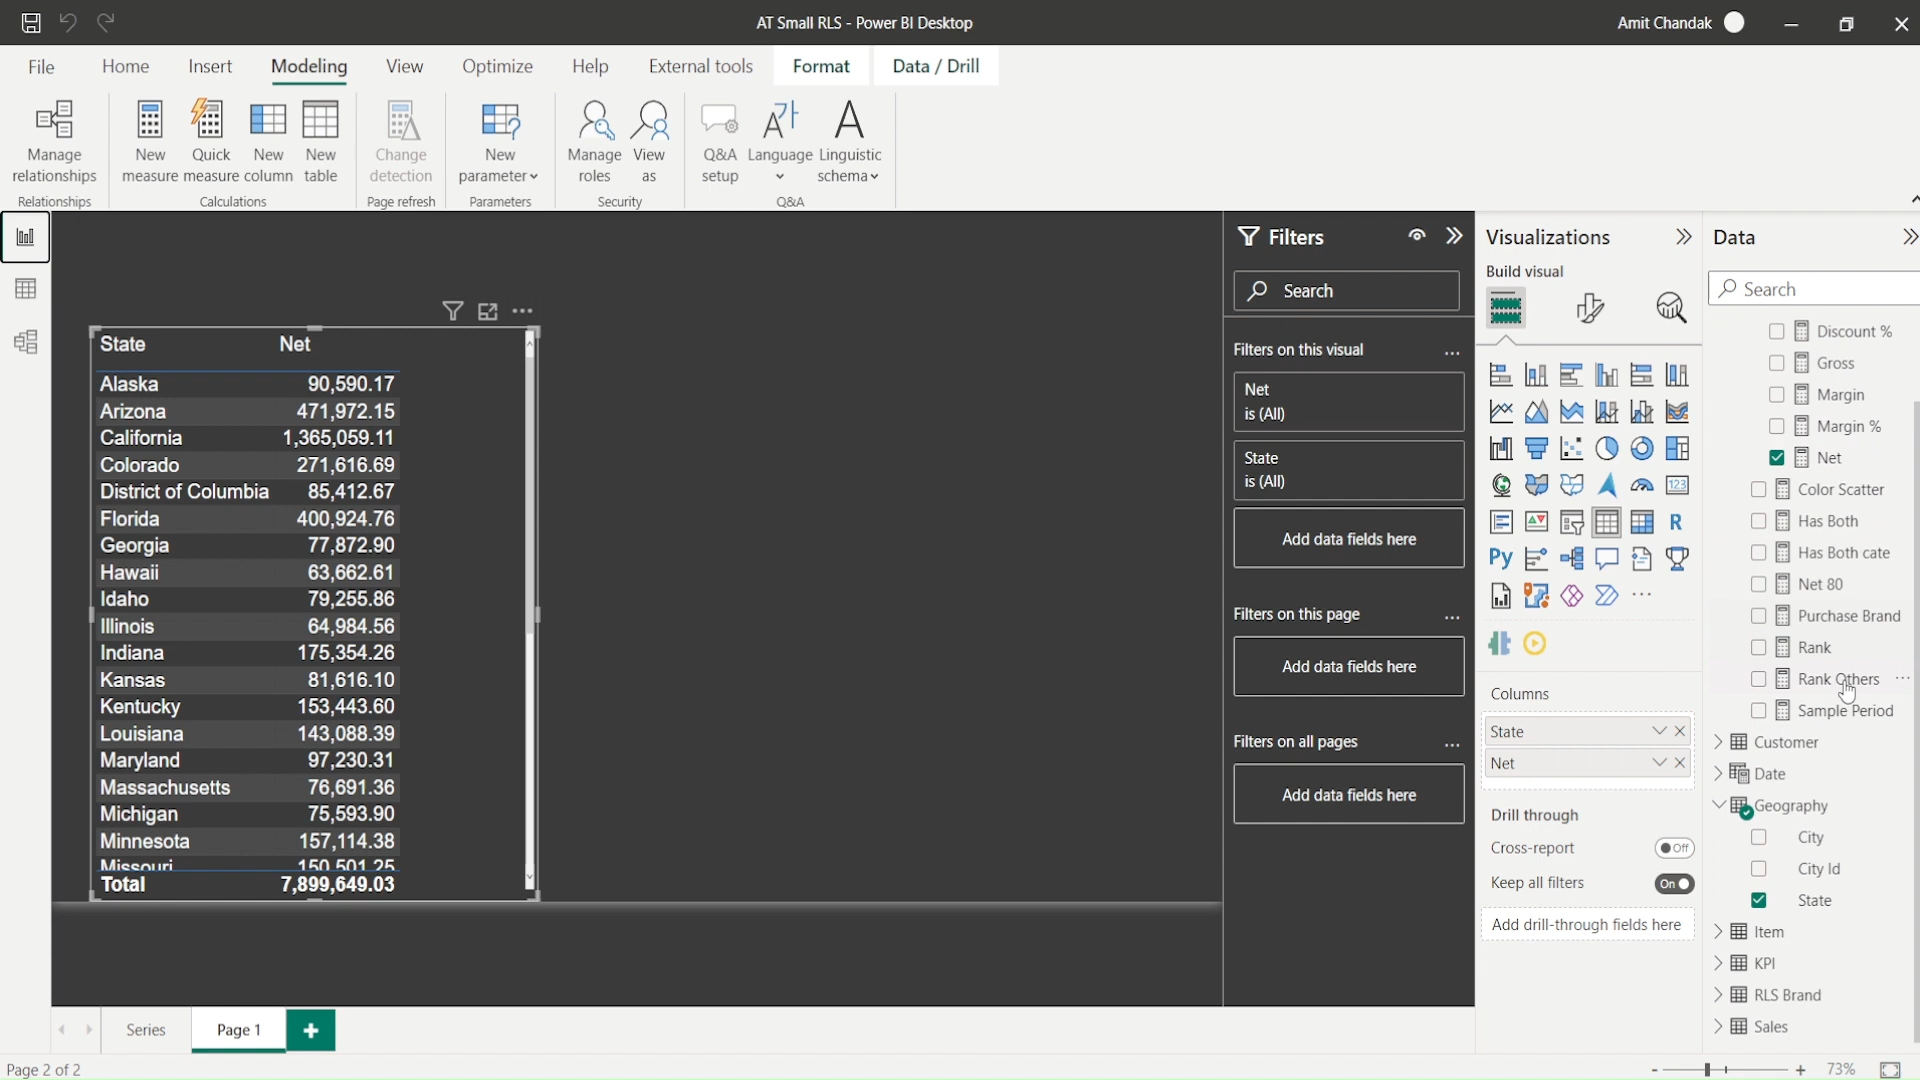 AT Small RLS - Power BI Desktop
Amit Chandak
File Home Insert Modeling View Optimize Help External tools Format Data / Drill
Manage relationships
New measure
Quick measure
New column
New table
Change detection
New parameter
Manage roles
View as
Q&A setup
Language
Linguistic schema
Relationships
Calculations
Page refresh
Parameters
Security
Q&A
State Net
Alaska 90,590.17
Arizona 471,972.15
California 1,365,059.11
Colorado 271,616.69
District of Columbia 85,412.67
Florida 400,924.76
Georgia 77,872.90
Hawaii 63,662.61
Idaho 79,255.86
Illinois 64,984.56
Indiana 175,354.26
Kansas 81,616.10
Kentucky 153,443.60
Louisiana 143,088.39
Maryland 97,230.31
Massachusetts 76,691.36
Michigan 75,593.90
Minnesota 157,114.38
Missouri 150,501.25
Total 7,899,649.03
Filters
Search
Filters on this visual ...
Net
is (All)
State
is (All)
Add data fields here
Filters on this page ...
Add data fields here
Filters on all pages ...
Add data fields here
Visualizations
Build visual
123
R
Py
...
Columns
State
Net
Drill through
Cross-report Off
Keep all filters On
Add drill-through fields here
Data
Search
Discount %
Gross
Margin
Margin %
Net
Color Scatter
Has Both
Has Both cate
Net 80
Purchase Brand
Rank
Rank Others ...
Sample Period
Customer
Date
Geography
City
City Id
State
Item
KPI
RLS Brand
Sales
Series Page 1 +
Page 2 of 2
- + 73%